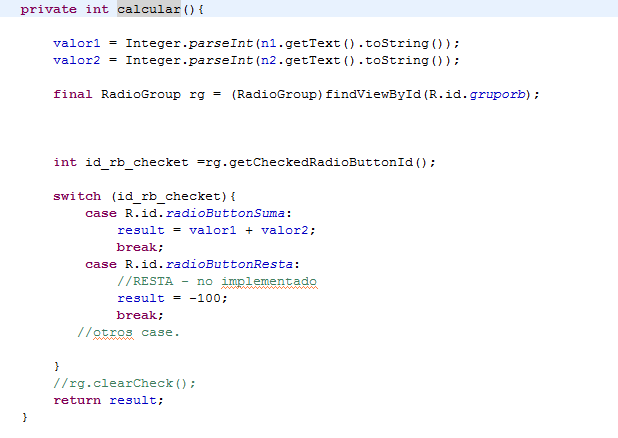 private int calcular(){
valor1 = Integer.parseInt(n1.getText().toString());
valor2 = Integer.parseInt(n2.getText().toString());
final RadioGroup rg = (RadioGroup)findViewById(R.id.gruporb);
int id_rb_checket =rg.getCheckedRadioButtonId();
switch (id_rb_checket){
case R.id.radioButtonSuma:
result = valor1 + valor2;
break;
case R.id.radioButtonResta:
//RESTA - no implementado
result = -100;
break;
//otros case.
}
//rg.clearCheck();
return result;
}